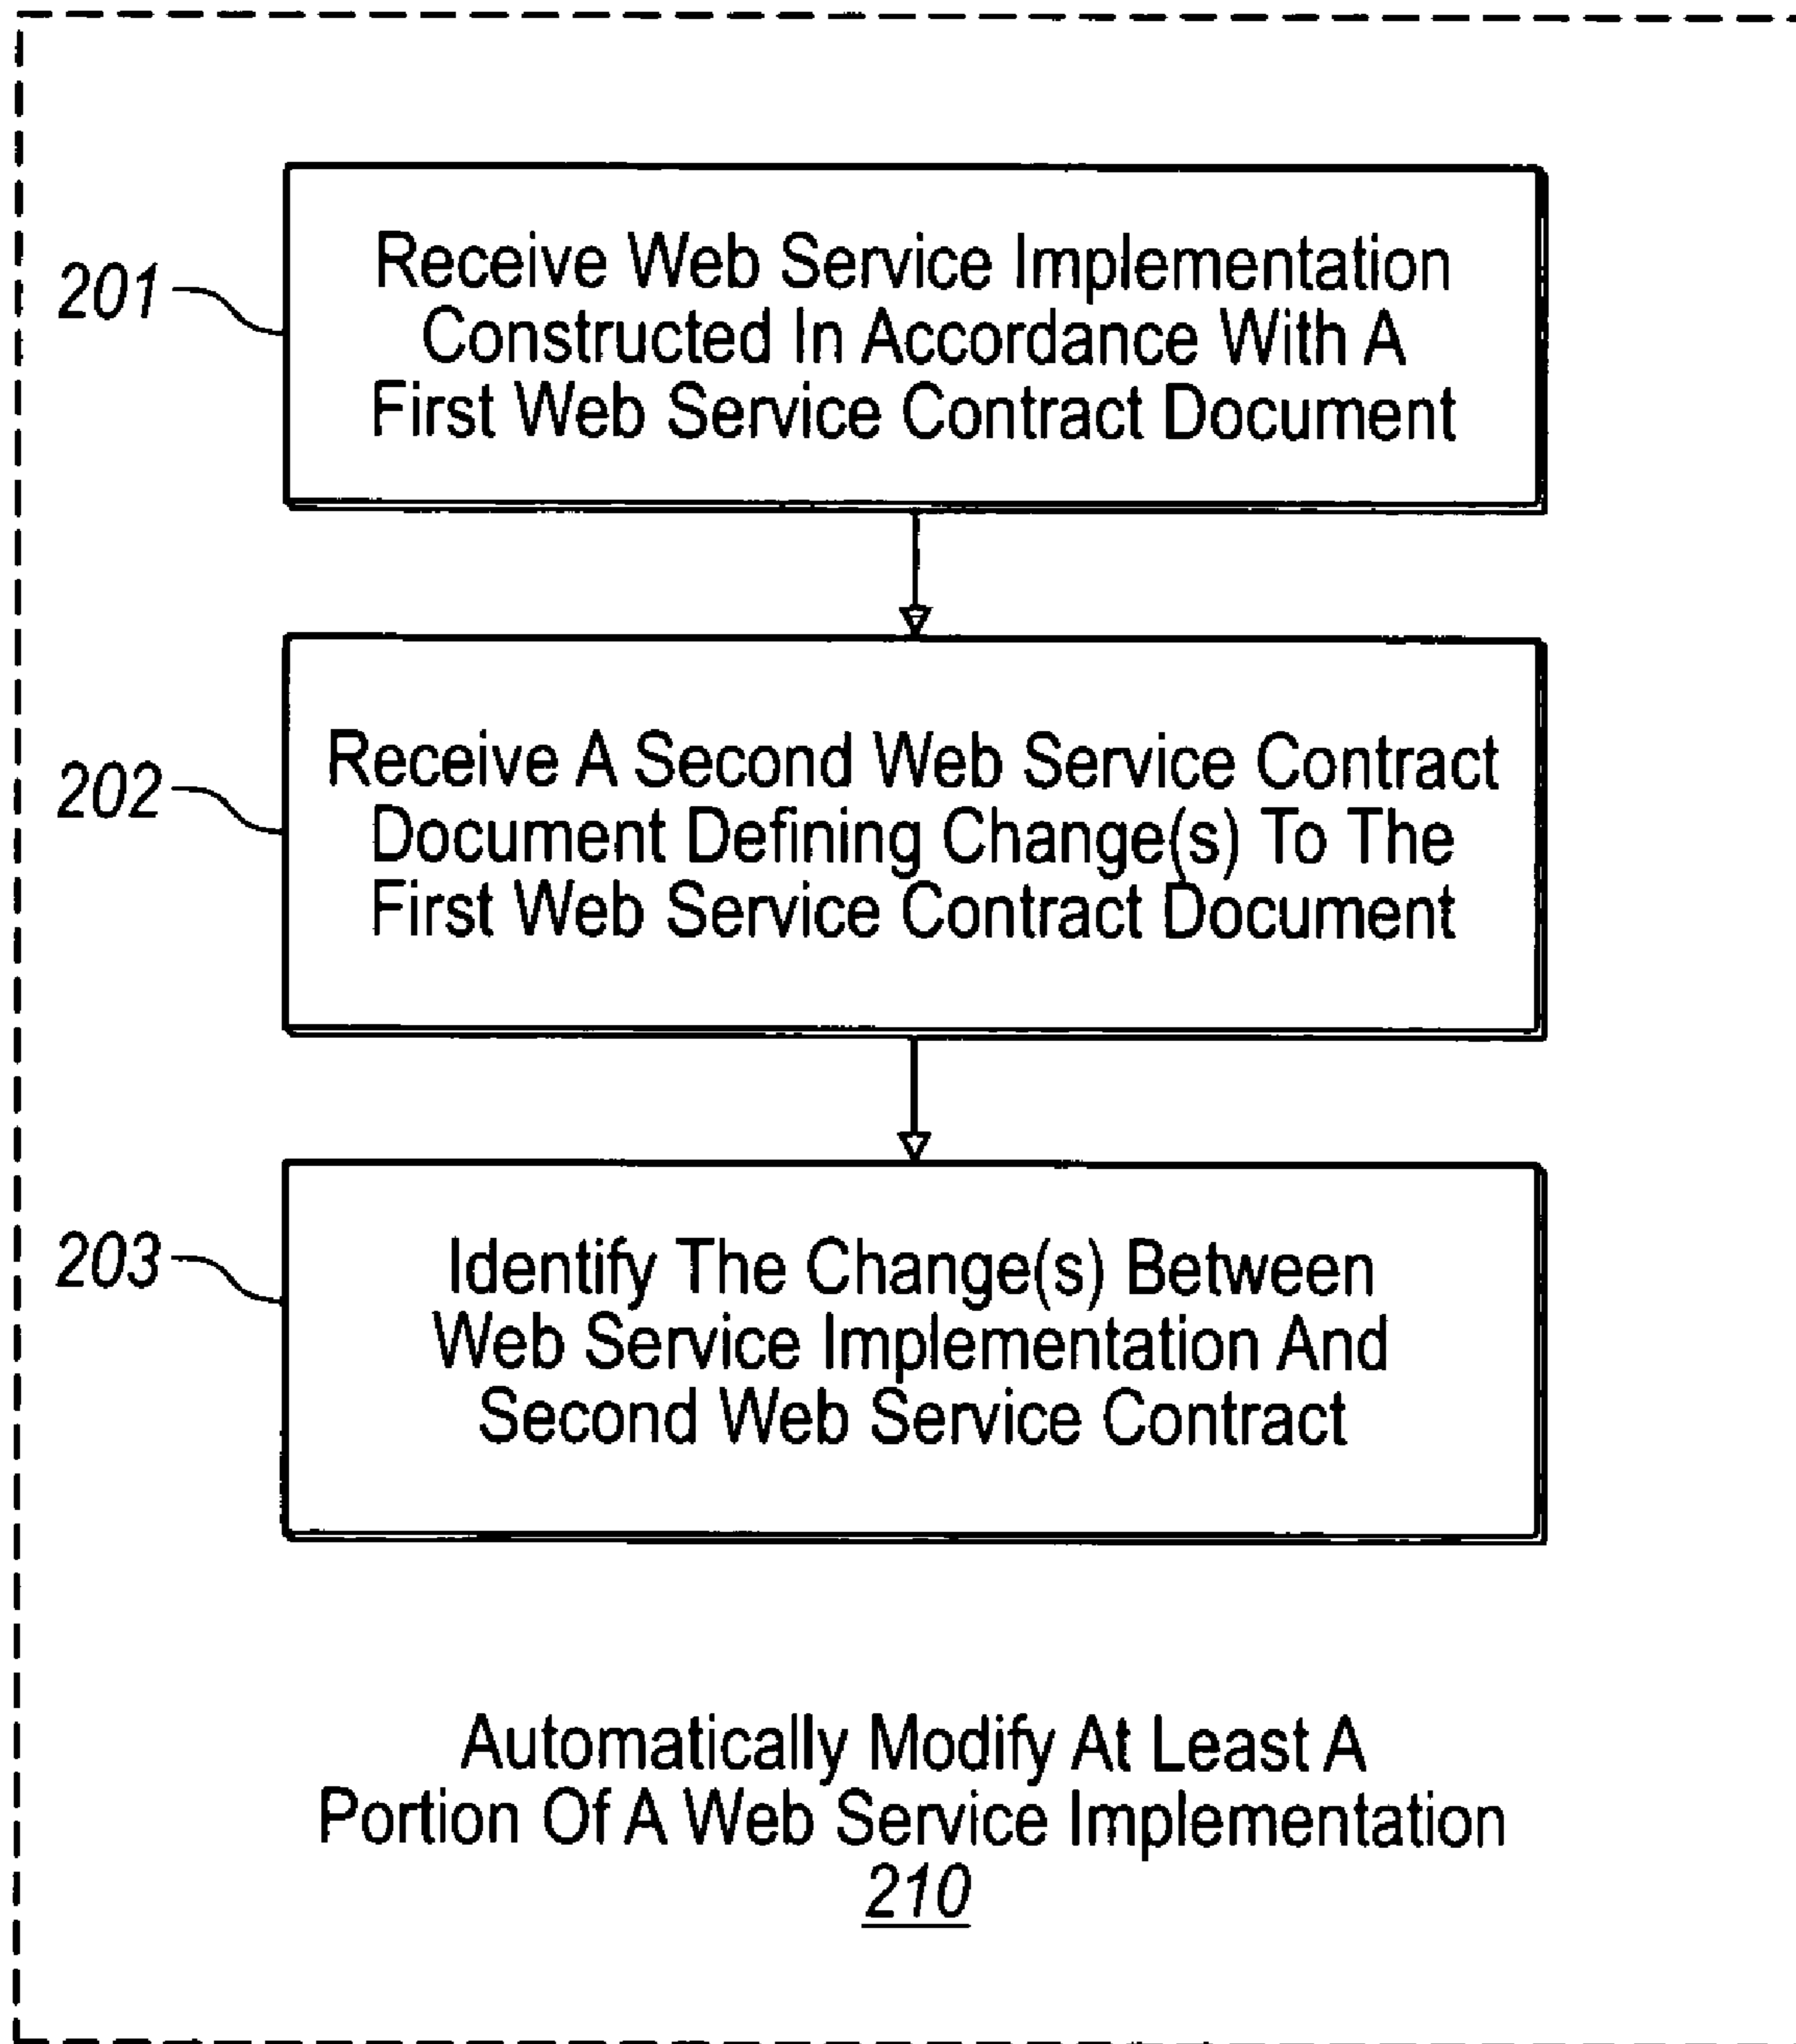 201
Receive Web Service Implementation
Constructed In Accordance With A
First Web Service Contract Document
202
Receive A Second Web Service Contract
Document Defining Change(s) To The
First Web Service Contract Document
203
Identify The Change(s) Between
Web Service Implementation And
Second Web Service Contract
Automatically Modify At Least A
Portion Of A Web Service Implementation
210